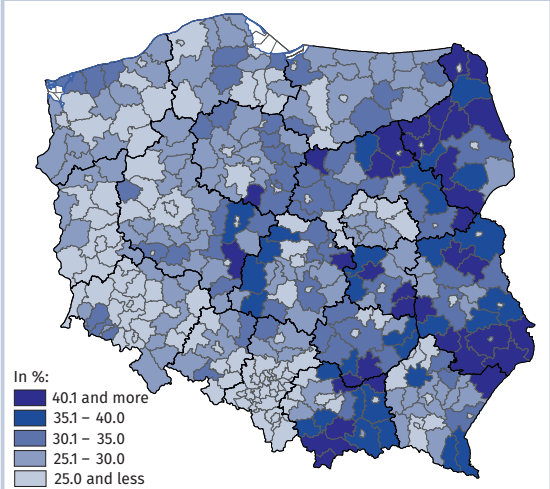 In %:
40.1 and more
35.1 – 40.0
30.1 – 35.0
25.1 – 30.0
25.0 and less